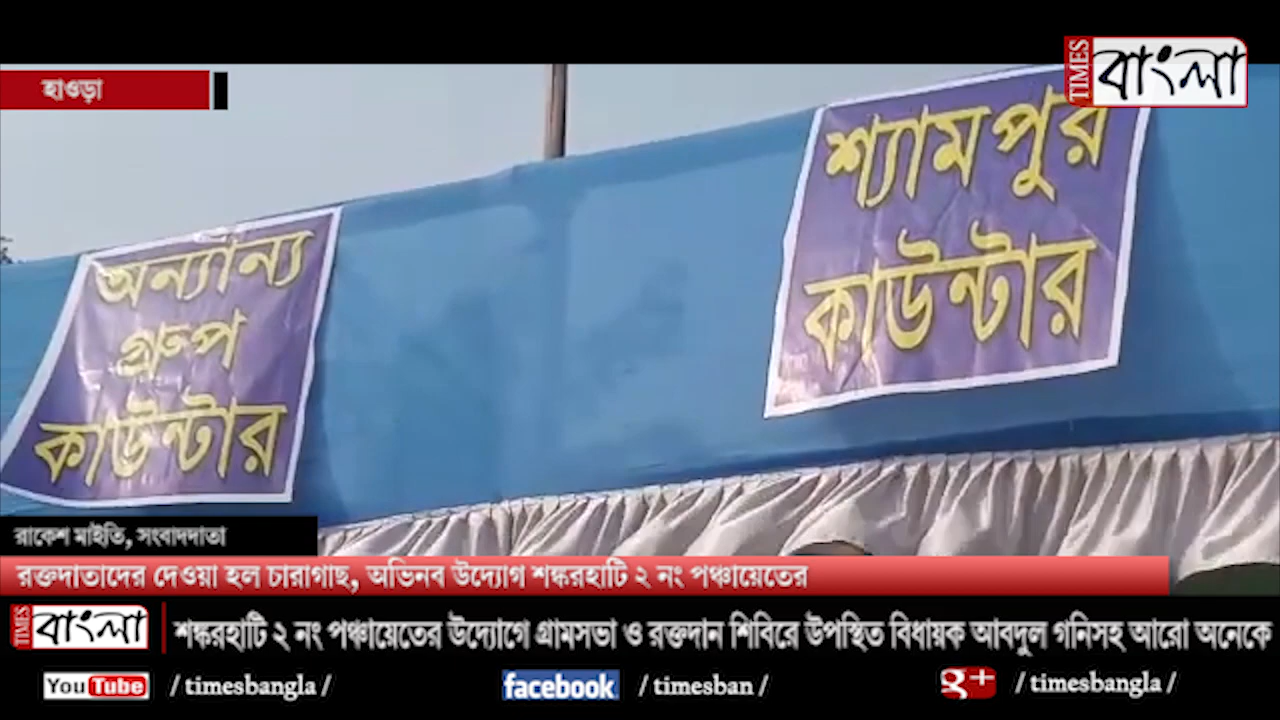 হাওড়া
TIMES
বাংলা
শ্যামপুর
কাউন্টার
অন্যান্য
গ্রুপ
কাউন্টার
রাকেশ মাইতি, সংবাদদাতা
রক্তদাতাদের দেওয়া হল চারাগাছ, অভিনব উদ্যোগ শঙ্করহাটি ২ নং পঞ্চায়েতের
TIMES বাংলা
শঙ্করহাটি ২ নং পঞ্চায়েতের উদ্যোগে গ্রামসভা ও রক্তদান শিবিরে উপস্থিত বিধায়ক আবদুল গনিসহ আরো অনেকে
YouTube / timesbangla / facebook / timesban / g+ / timesbangla /